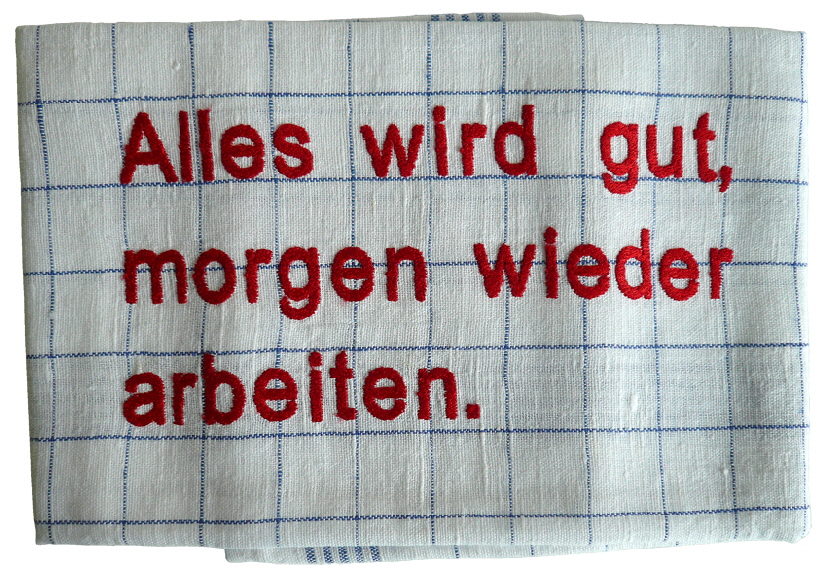 Alles wird gut,
morgen wieder
arbeiten.